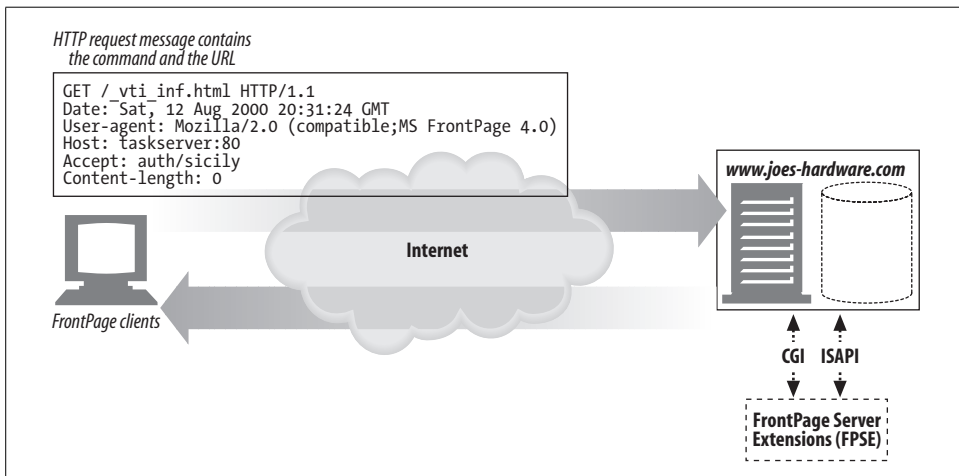 HTTP request message contains
the command and the URL
GET /_vti_inf.html HTTP/1.1
Date: Sat, 12 Aug 2000 20:31:24 GMT
User-agent: Mozilla/2.0 (compatible;MS FrontPage 4.0)
Host: taskserver:80
Accept: auth/sicily
Content-length: 0
www.joes-hardware.com
Internet
FrontPage clients
CGI ISAPI
FrontPage Server
Extensions (FPSE)